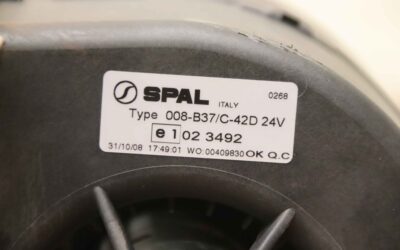 SPAL ITALY 0268
Type 008-B37/C-42D 24V
e1 02 3492
31/10/08 17:49:01 WO:00409830 OK Q.C